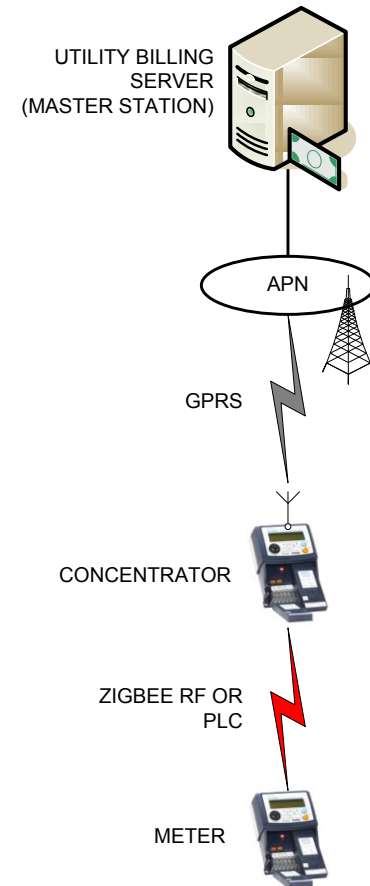 UTILITY BILLING
SERVER
(MASTER STATION)
APN
GPRS
CONCENTRATOR
ZIGBEE RF OR
PLC
METER